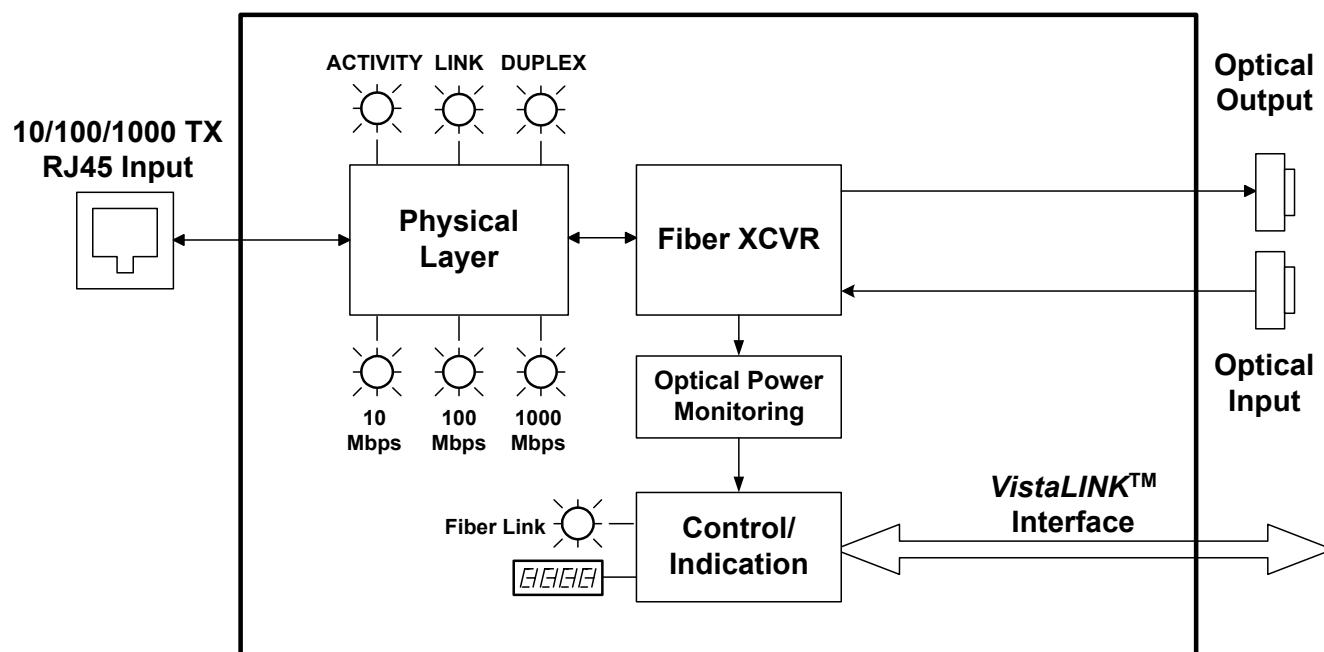 ACTIVITY LINK DUPLEX
10/100/1000 TX
RJ45 Input
Physical
Layer
Fiber XCVR
Optical
Output
10
Mbps
100
Mbps
1000
Mbps
Optical Power
Monitoring
Optical
Input
Fiber Link
Control/
Indication
VistaLINK™
Interface